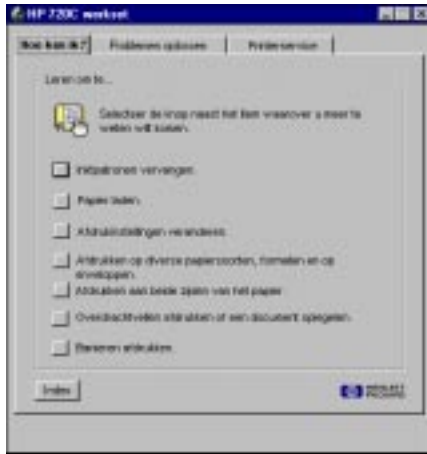 HP 720C werkset
Hoe kan ik?
Problemen oplossen
Printerservice
Leren om te...
Selecteer de knop naast het item waarover u meer te
weten wilt komen.
Inktpatronen vervangen.
Papier laden.
Afdrukinstellingen veranderen.
Afdrukken op diverse papiersoorten, formaten en op
enveloppen.
Afdrukken aan beide zijden van het papier.
Overdrachtvellen afdrukken of een document spiegelen.
Banieren afdrukken.
Index
HEWLETT
PACKARD